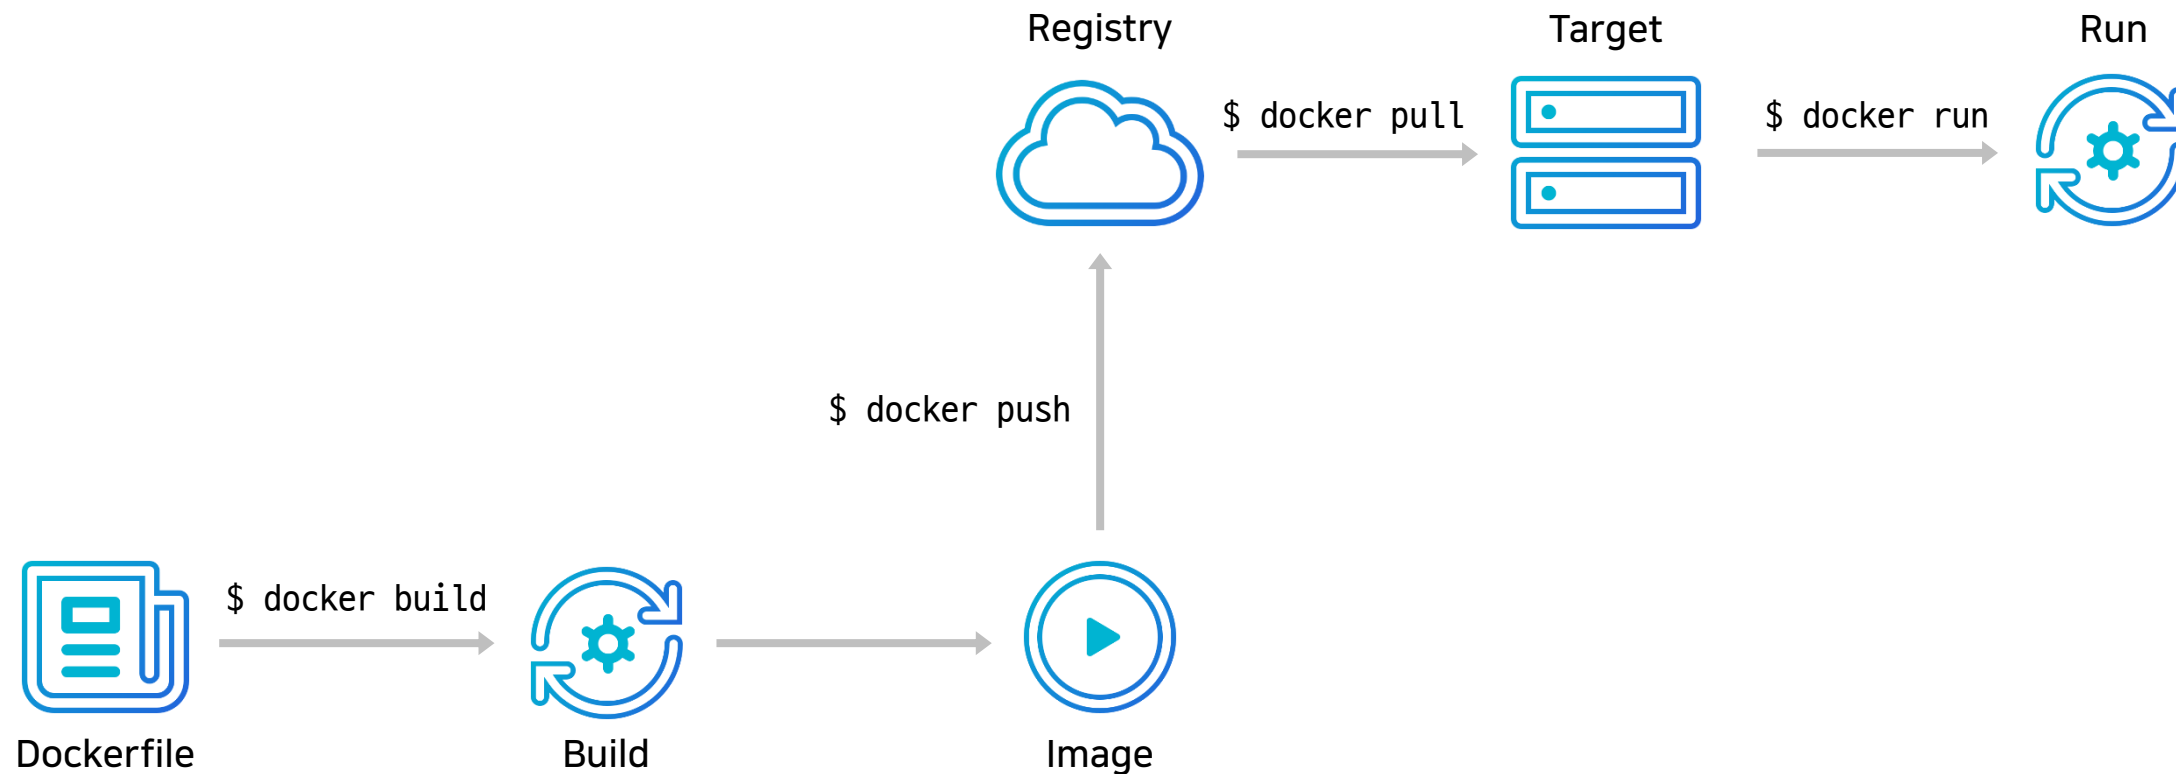 Registry
Target
Run
$ docker pull
$ docker run
$ docker push
$ docker build
Dockerfile
Build
Image